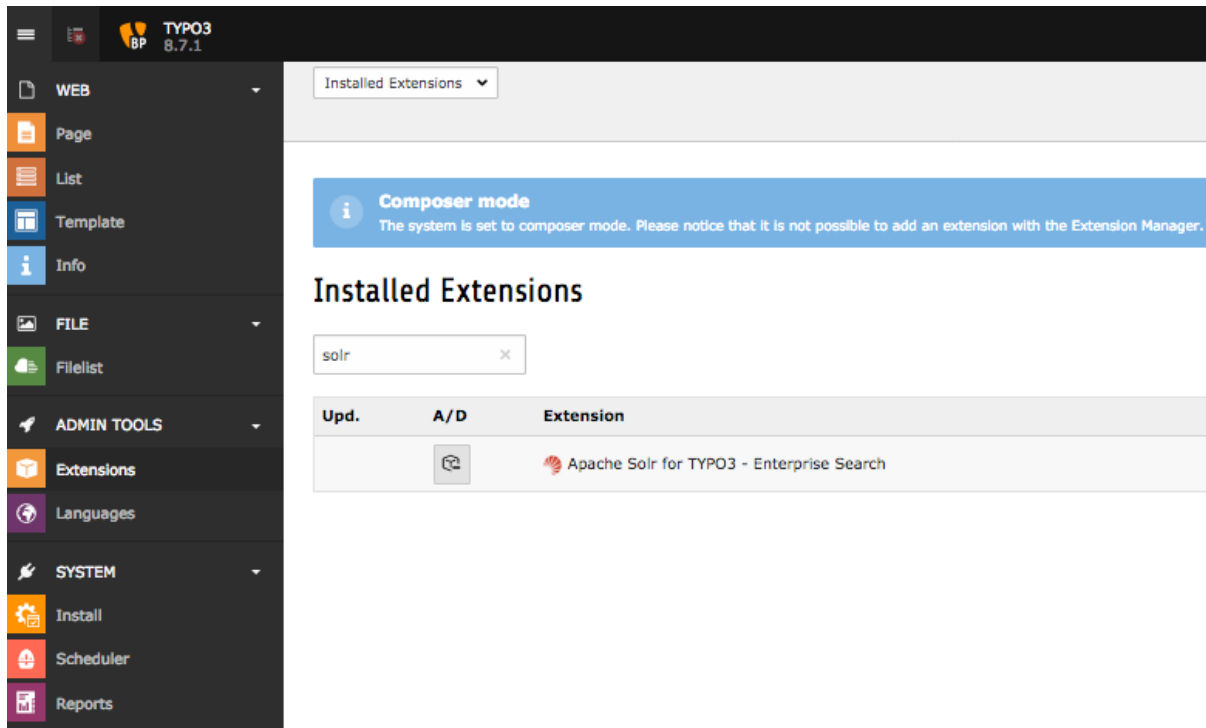 TYPO3
BP
8.7.1
WEB
Page
List
Template
Info
FILE
Filelist
ADMIN TOOLS
Extensions
Languages
SYSTEM
Install
Scheduler
Reports
Installed Extensions
Composer mode
The system is set to composer mode. Please notice that it is not possible to add an extension with the Extension Manager.
Installed Extensions
solr
Upd. A/D Extension
Apache Solr for TYPO3 - Enterprise Search